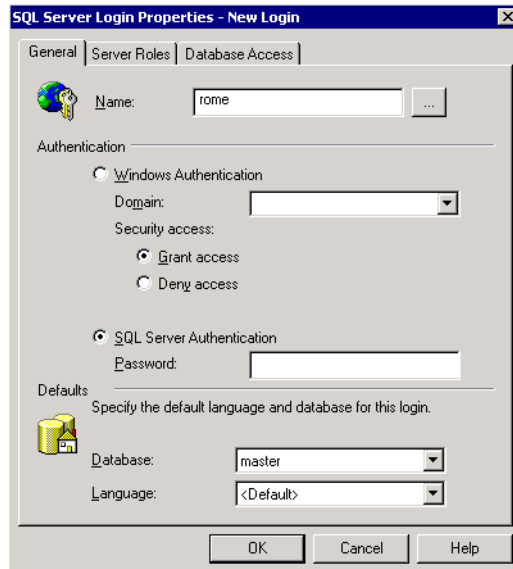 SQL Server Login Properties - New Login
General Server Roles Database Access
Name: rome ...
Authentication
Windows Authentication
Domain:
Security access:
Grant access
Deny access
SQL Server Authentication
Password:
Defaults
Specify the default language and database for this login.
Database: master
Language: <Default>
OK Cancel Help